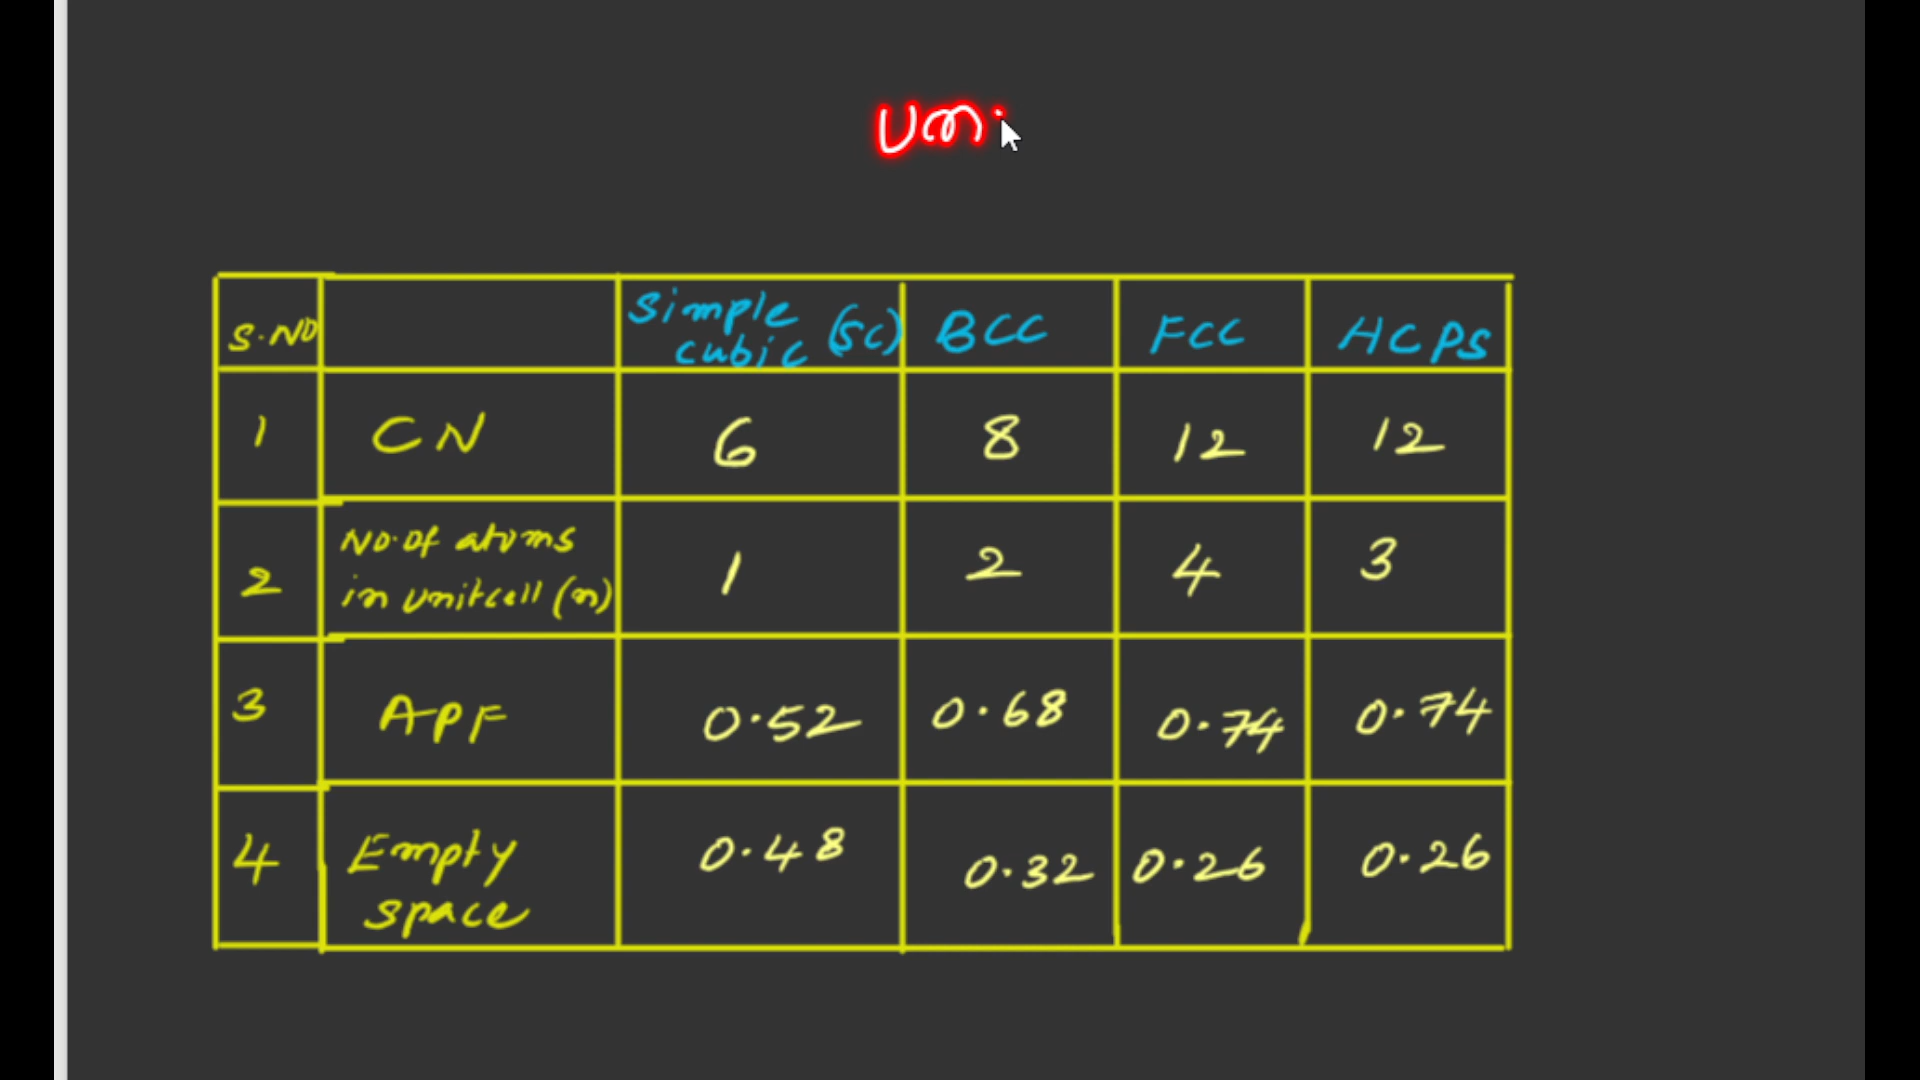 Uni
S.NO Simple cubic (SC) BCC FCC HCPS
1 CN 6 8 12 12
2 NO.Of atoms in unitcell (n) 1 2 4 3
3 APF 0.52 0.68 0.74 0.74
4 Empty space 0.48 0.32 0.26 0.26